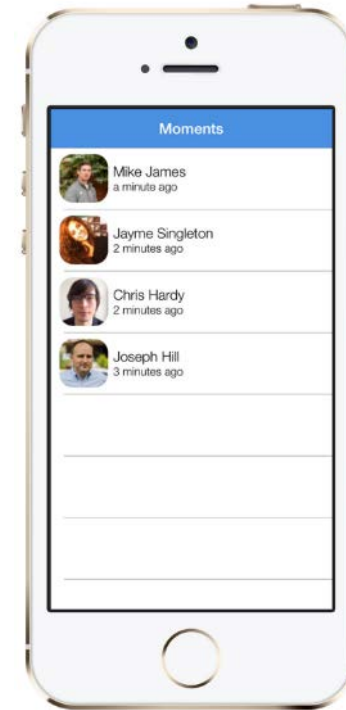 Moments
Mike James
a minute ago
Jayme Singleton
2 minutes ago
Chris Hardy
2 minutes ago
Joseph Hill
3 minutes ago